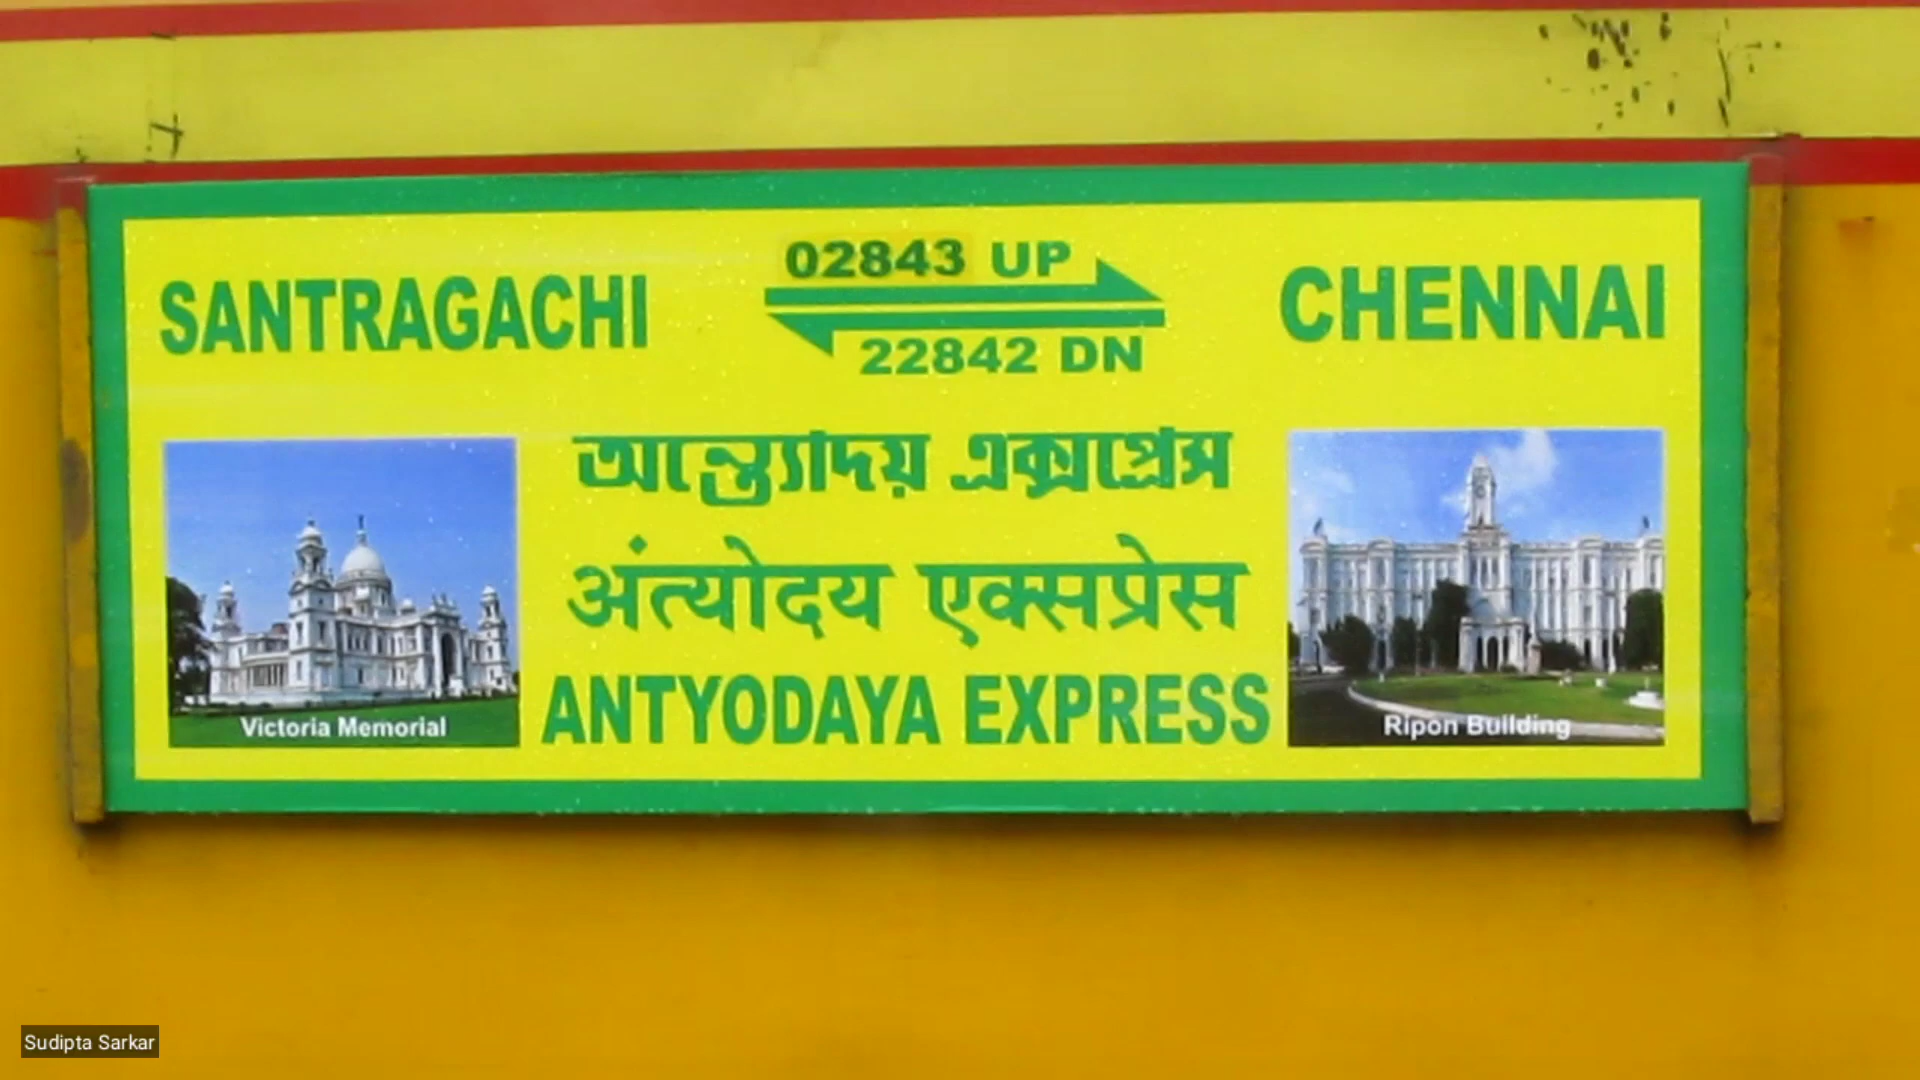 02843 UP
SANTRAGACHI CHENNAI
22842 DN
অন্ত্যোদয় এক্সপ্রেস
अंत्योदय एक्सप्रेस
ANTYODAYA EXPRESS
Victoria Memorial
Ripon Building
Sudipta Sarkar